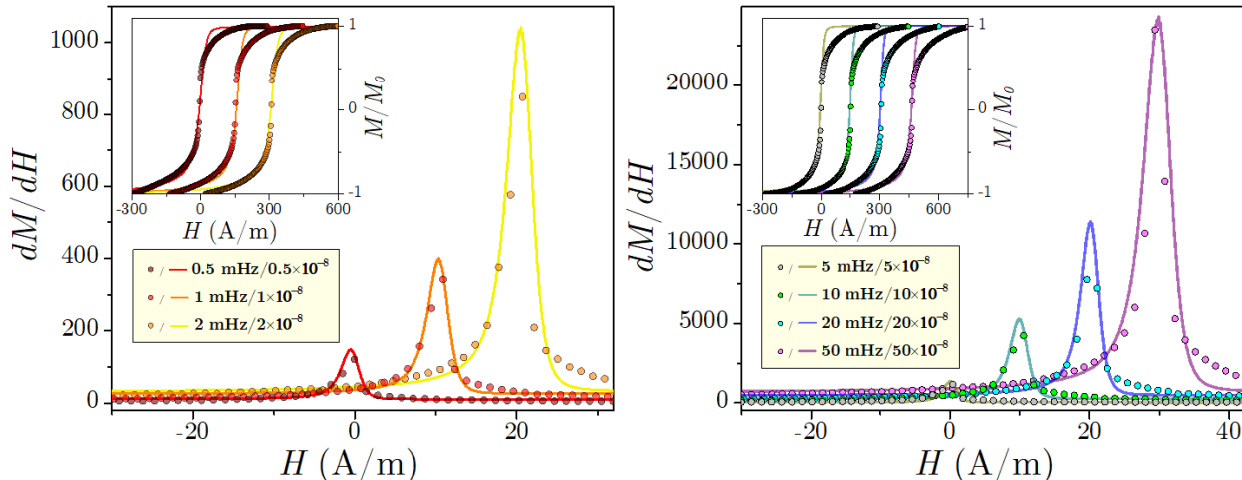 1000
800
600
400
200
0
dM/dH
-20
0
20
H (A/m)
1
0
-1
M/M0
-300
0
300
600
H (A/m)
/ 0.5 mHz/0.5×10⁻⁸
/ 1 mHz/1×10⁻⁸
/ 2 mHz/2×10⁻⁸
20000
15000
10000
5000
0
dM/dH
-20
0
20
40
H (A/m)
1
0
-1
M/M0
-300
0
300
600
H (A/m)
/ 5 mHz/5×10⁻⁸
/ 10 mHz/10×10⁻⁸
/ 20 mHz/20×10⁻⁸
/ 50 mHz/50×10⁻⁸